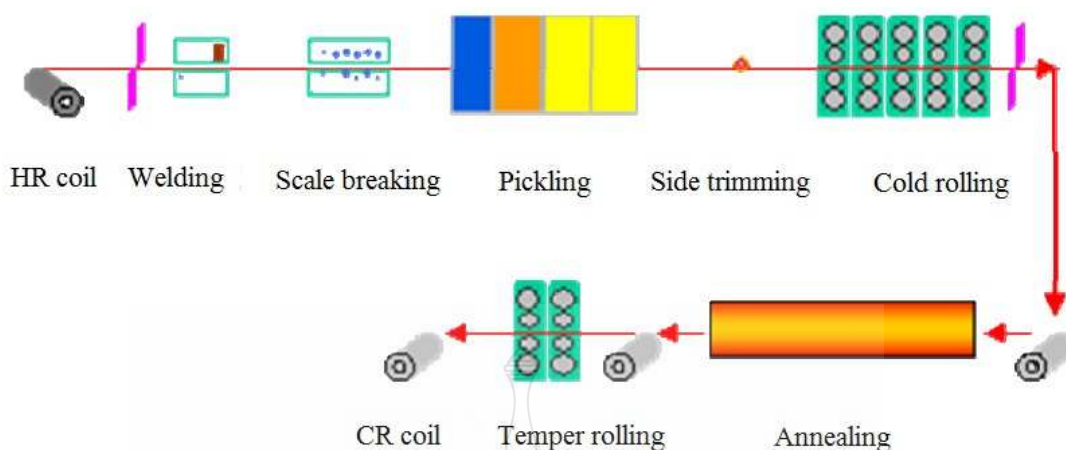 HR coil
Welding
Scale breaking
Pickling
Side trimming
Cold rolling
CR coil
Temper rolling
Annealing